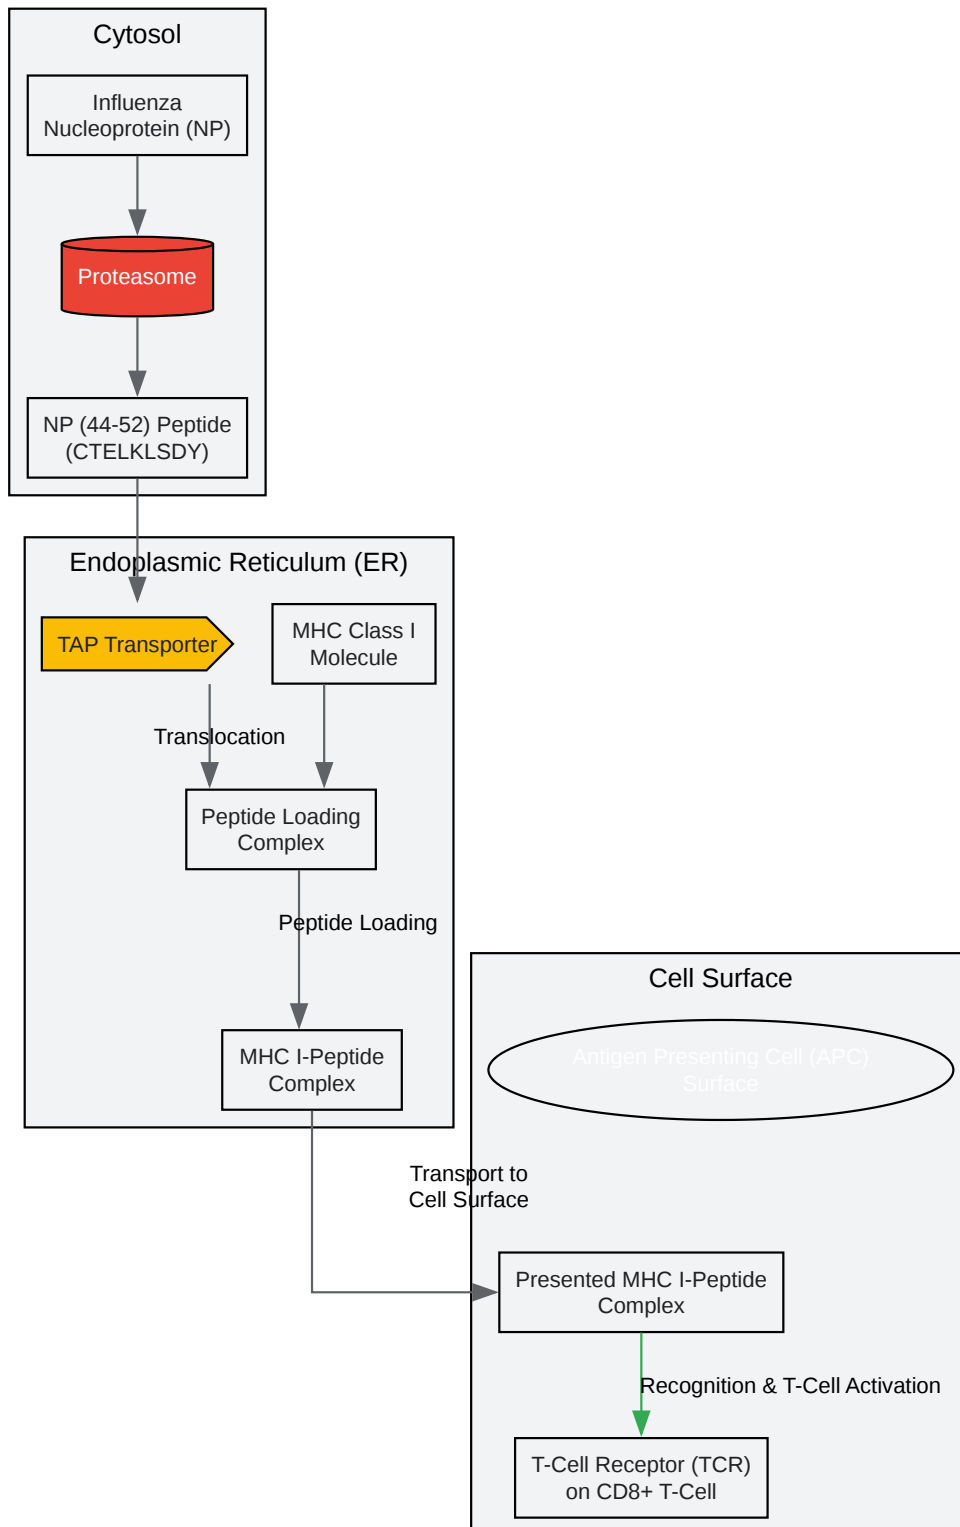 Cytosol
Influenza
Nucleoprotein (NP)
Proteasome
NP (44-52) Peptide
(CTELKLSDY)
Endoplasmic Reticulum (ER)
TAP Transporter
MHC Class I
Molecule
Translocation
Peptide Loading
Complex
Peptide Loading
MHC I-Peptide
Complex
Cell Surface
Antigen Presenting Cell (APC)
Surface
Transport to
Cell Surface
Presented MHC I-Peptide
Complex
Recognition & T-Cell Activation
T-Cell Receptor (TCR)
on CD8+ T-Cell